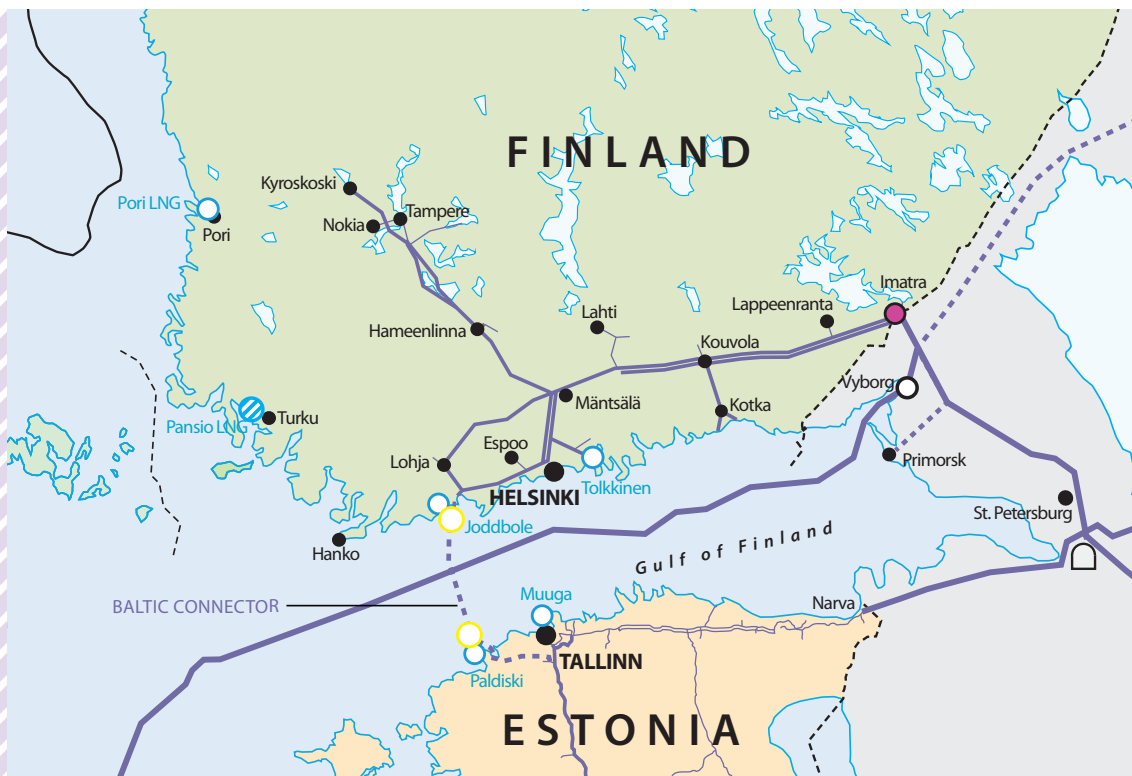 FINLAND
Kyroskoski
Pori LNG
Tampere
Nokia
Pori
Imatra
Lappeenranta
Lahti
Hameenlinna
Kouvola
Vyborg
Mäntsälä
Kotka
Turku
Pansio LNG
Espoo
Lohja
Primorsk
Tolkkinen
HELSINKI
St. Petersburg
Joddbole
Hanko
Gulf of Finland
Muuga
BALTIC CONNECTOR
Narva
TALLINN
Paldiski
ESTONIA